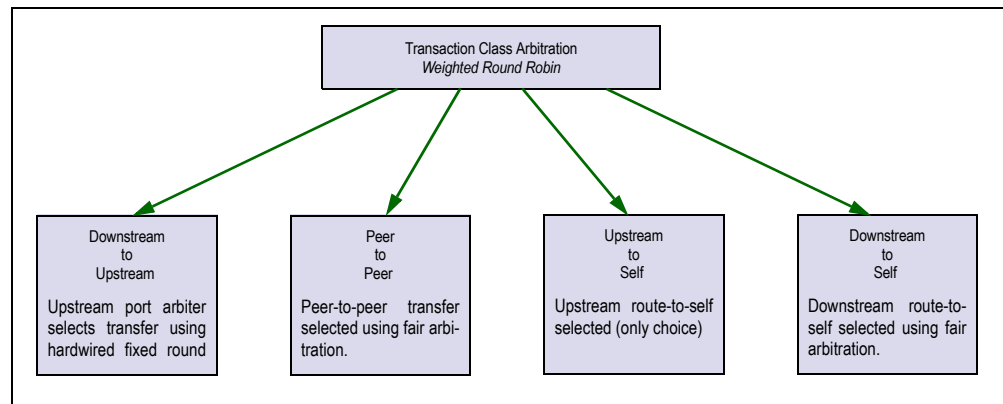 Transaction Class Arbitration
Weighted Round Robin
Downstream
to
Upstream
Upstream port arbiter
selects transfer using
hardwired fixed round
Peer
to
Peer
Peer-to-peer transfer
selected using fair arbi-
tration.
Upstream
to
Self
Upstream route-to-self
selected (only choice)
Downstream
to
Self
Downstream route-to-
self selected using fair
arbitration.